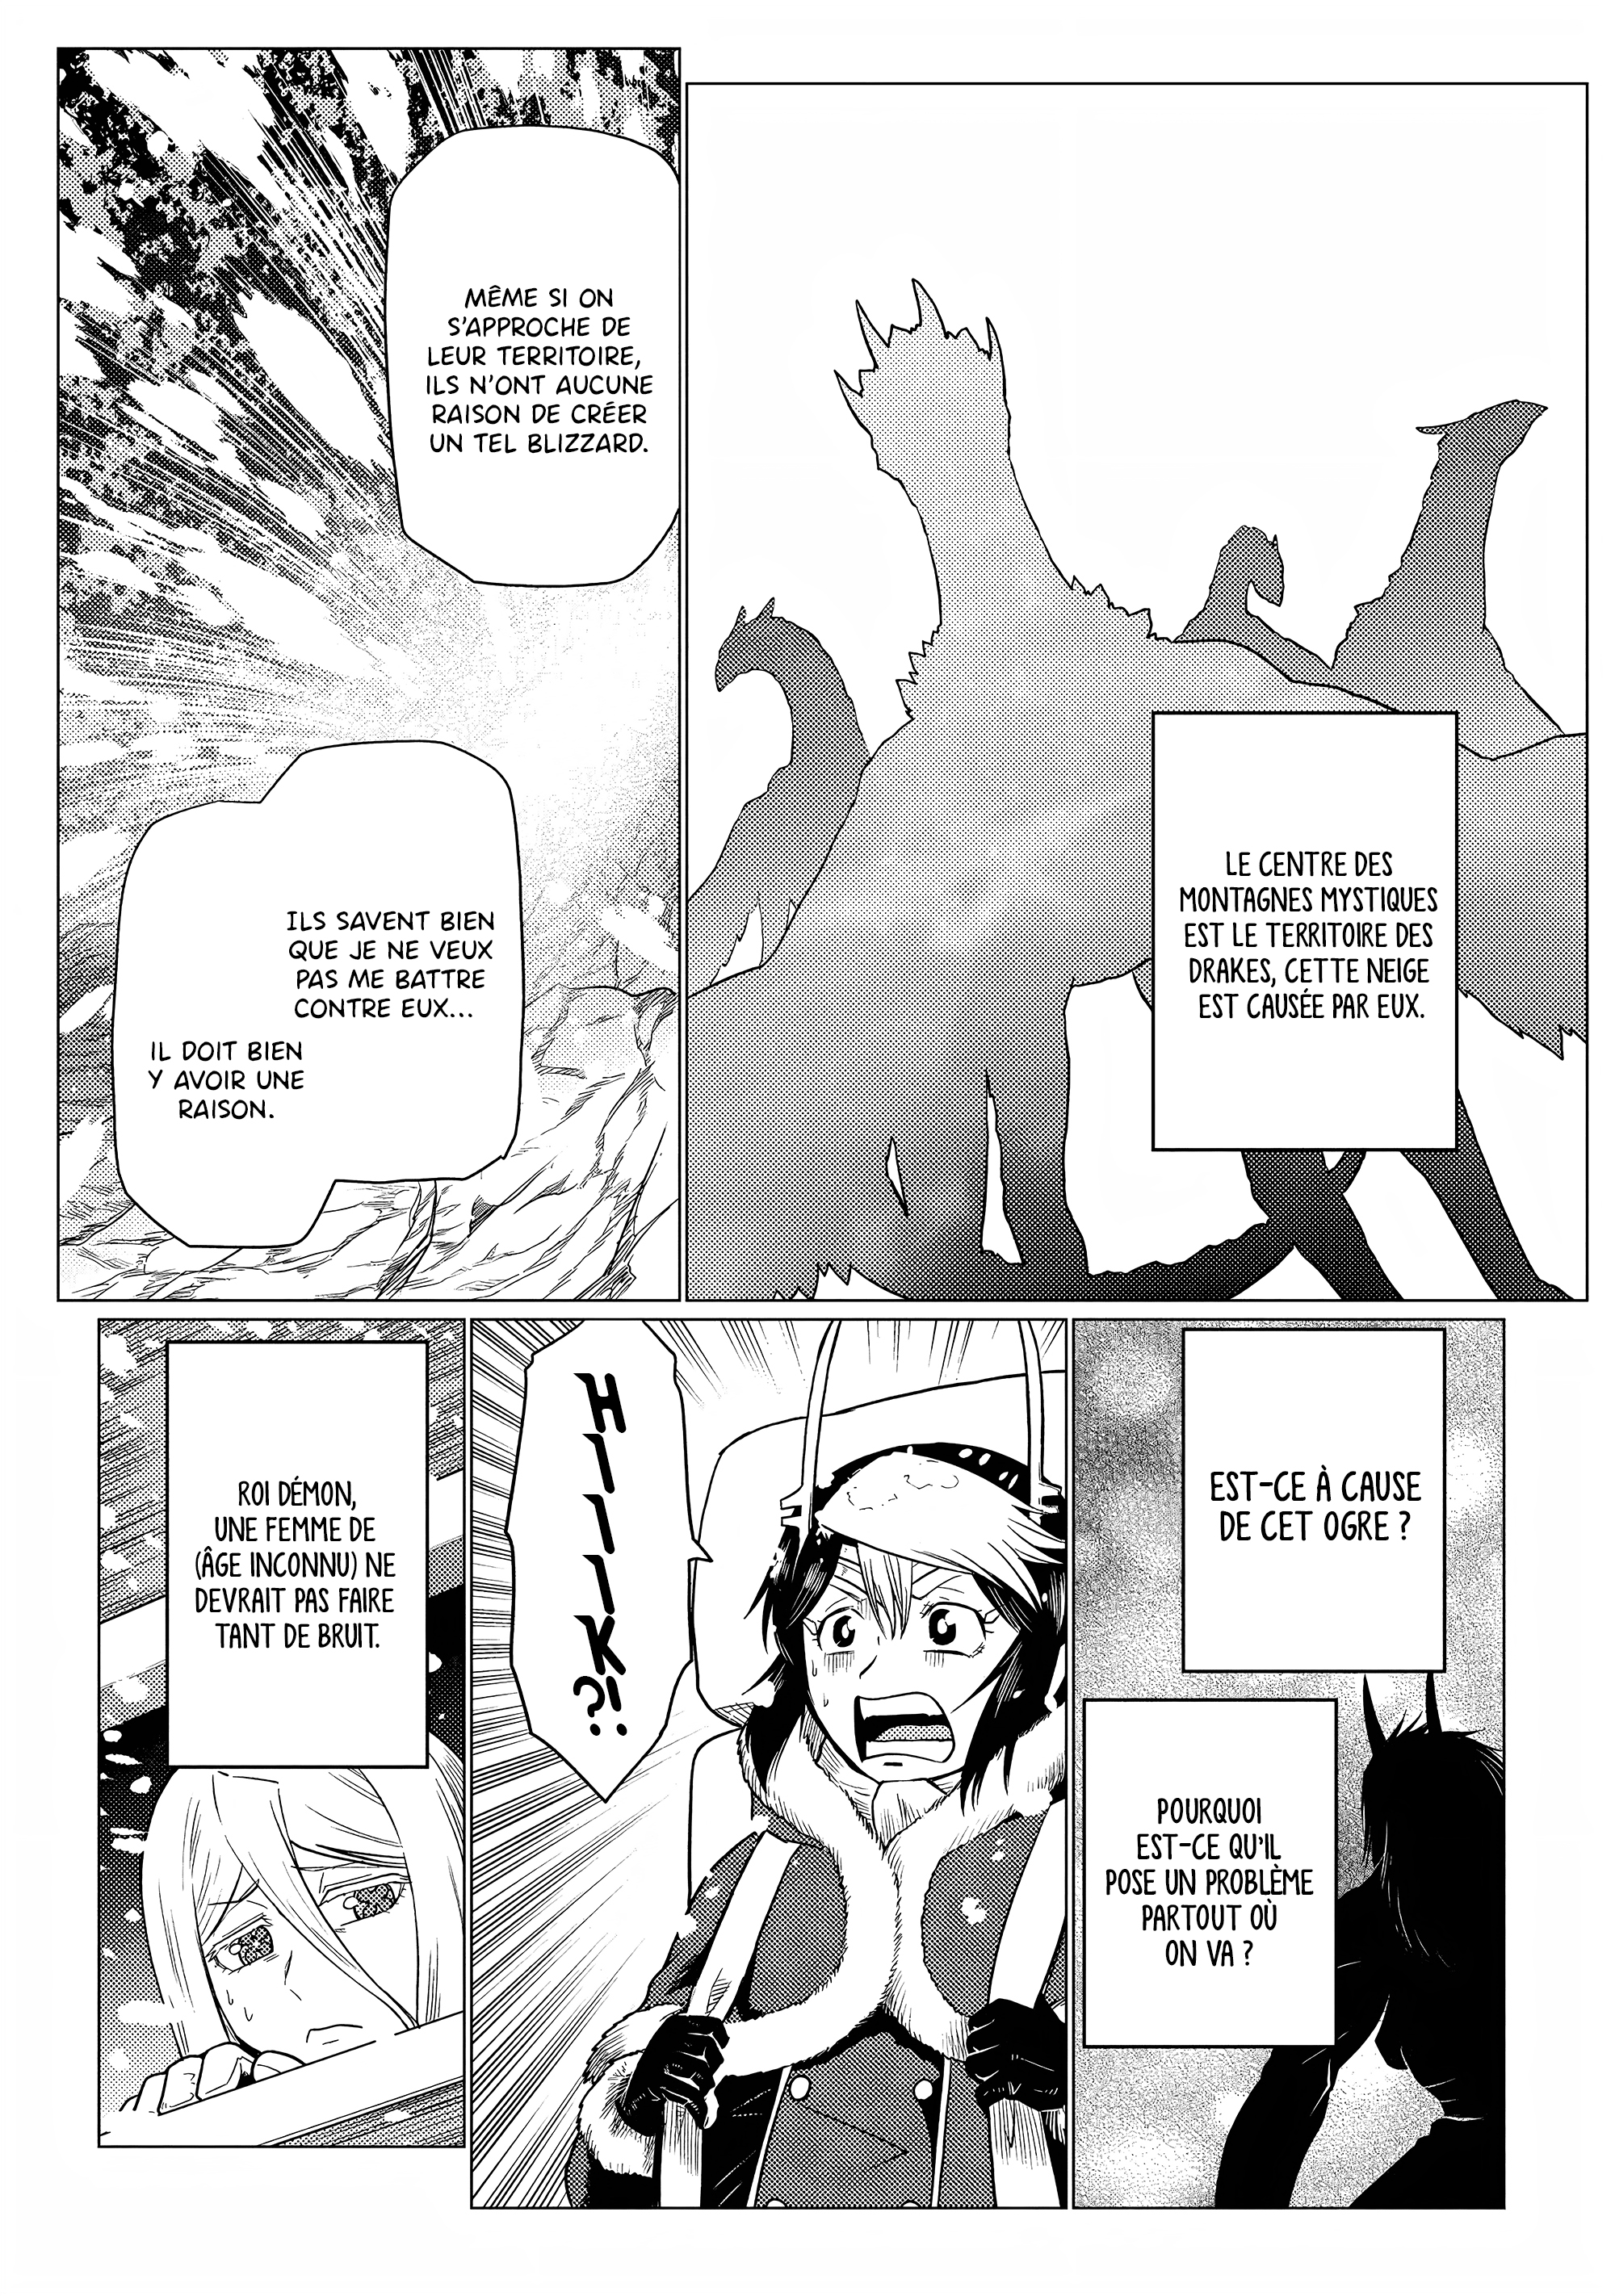 LE CENTRE DES
MONTAGNES MYSTIQUES
EST LE TERRITOIRE DES
DRAKES, CETTE NEIGE
EST CAUSÉE PAR EUX.
MÊME SI ON
S'APPROCHE DE
LEUR TERRITOIRE,
ILS N'ONT AUCUNE
RAISON DE CRÉER
UN TEL BLIZZARD.
ILS SAVENT BIEN
QUE JE NE VEUX
PAS ME BATTRE
CONTRE EUX...
IL DOIT BIEN
Y AVOIR UNE
RAISON.
EST-CE À CAUSE
DE CET OGRE ?
POURQUOI
EST-CE QU'IL
POSE UN PROBLÈME
PARTOUT OÙ
ON VA ?
HIIIK?!
ROI DÉMON,
UNE FEMME DE
(ÂGE INCONNU) NE
DEVRAIT PAS FAIRE
TANT DE BRUIT.